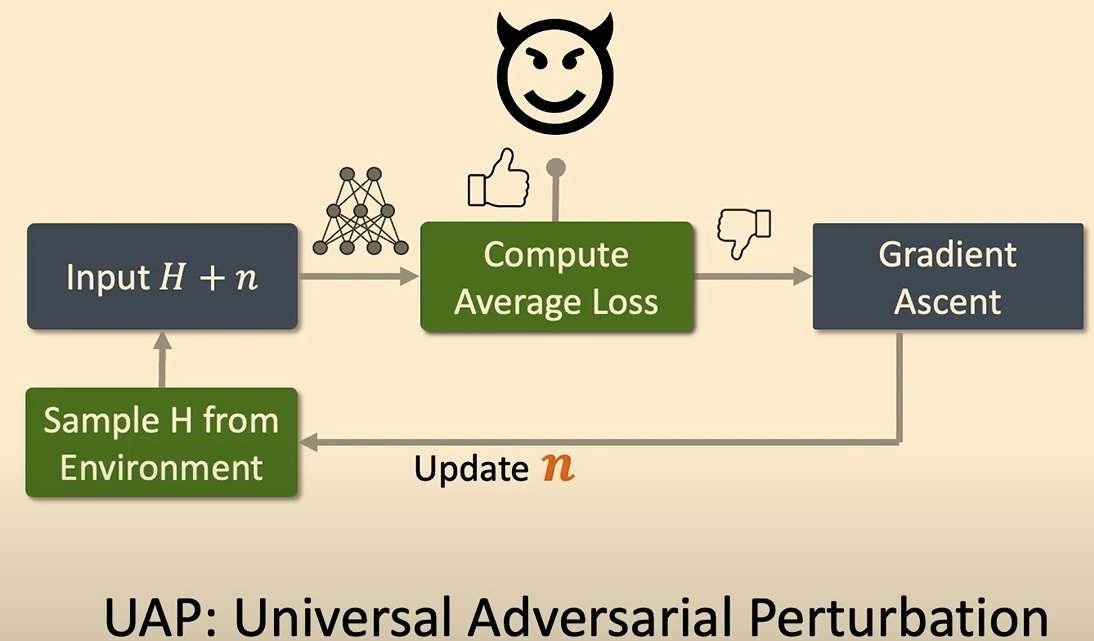 Input H + n
Compute
Average Loss
Gradient
Ascent
Sample H from
Environment
Update n
UAP: Universal Adversarial Perturbation